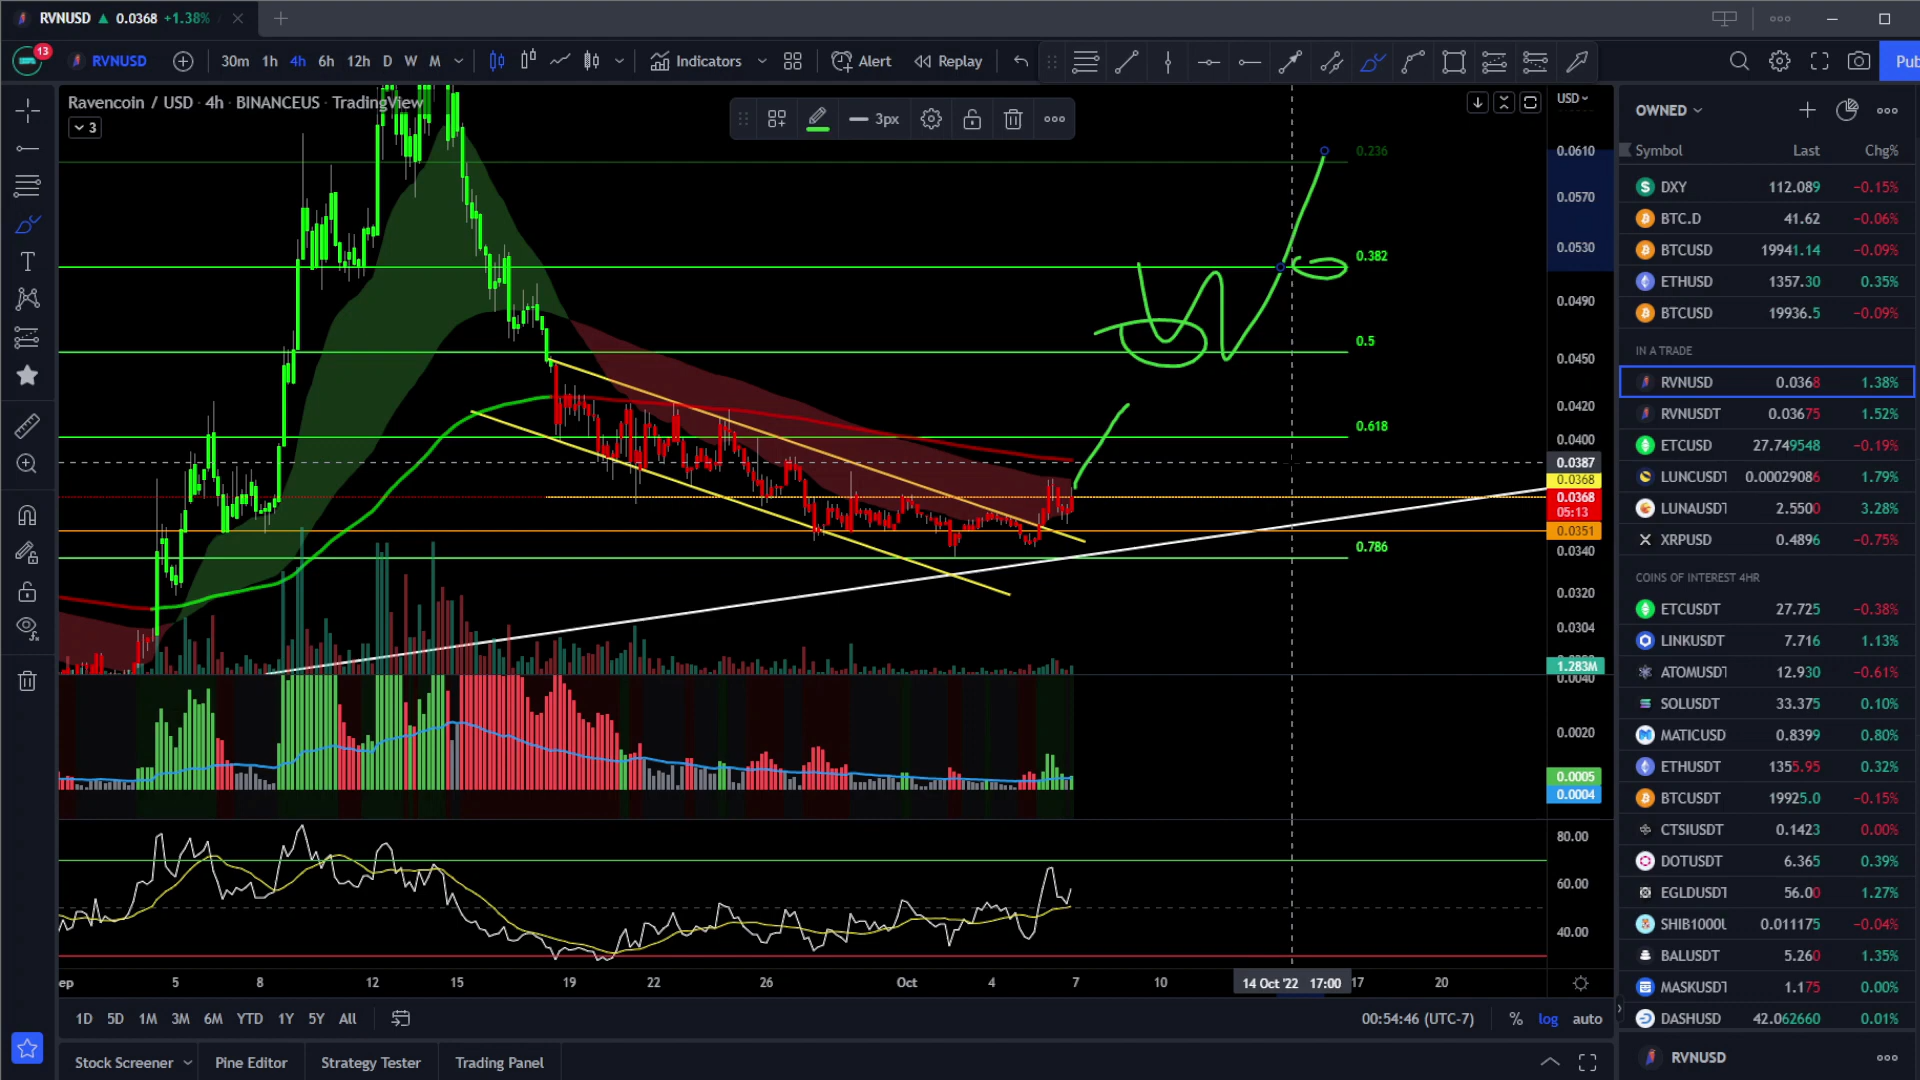 RVNUSD ▲ 0.0368 +1.38%
13
RVNUSD 30m 1h 4h 6h 12h D W M Indicators Alert Replay Pub
Ravencoin / USD · 4h · BINANCEUS · TradingView
3
3px
USD
0.236
0.382
0.5
0.618
0.786
0.0610
0.0570
0.0530
0.0490
0.0450
0.0420
0.0400
0.0387
0.0368
0.0368
05:13
0.0351
0.0340
0.0320
0.0304
1.283M
0.0040
0.0020
0.0005
0.0004
80.00
60.00
40.00
ep 5 8 12 15 19 22 26 Oct 4 7 10 14 Oct '22 17:00 17 20
1D 5D 1M 3M 6M YTD 1Y 5Y All 00:54:46 (UTC-7) % log auto
Stock Screener Pine Editor Strategy Tester Trading Panel
OWNED
Symbol Last Chg%
DXY 112.089 −0.15%
BTC.D 41.62 −0.06%
BTCUSD 19941.14 −0.09%
ETHUSD 1357.30 0.35%
BTCUSD 19936.5 −0.09%
IN A TRADE
RVNUSD 0.0368 1.38%
RVNUSDT 0.03675 1.52%
ETCUSD 27.749548 −0.19%
LUNCUSDT 0.00029086 1.79%
LUNAUSDT 2.5500 3.28%
XRPUSD 0.4896 −0.75%
COINS OF INTEREST 4HR
ETCUSDT 27.725 −0.38%
LINKUSDT 7.716 1.13%
ATOMUSDT 12.930 −0.61%
SOLUSDT 33.375 0.10%
MATICUSD 0.8399 0.80%
ETHUSDT 1355.95 0.32%
BTCUSDT 19925.0 −0.15%
CTSIUSDT 0.1423 0.00%
DOTUSDT 6.365 0.39%
EGLDUSDT 56.00 1.27%
SHIB1000U 0.011175 −0.04%
BALUSDT 5.260 1.35%
MASKUSDT 1.175 0.00%
DASHUSD 42.062660 0.01%
RVNUSD